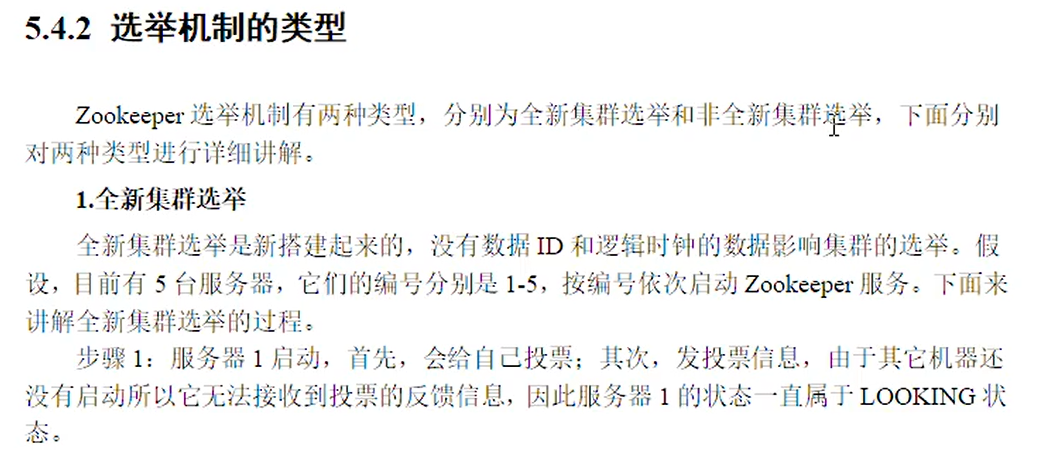 5.4.2 选举机制的类型
Zookeeper 选举机制有两种类型，分别为全新集群选举和非全新集群选举，下面分别
对两种类型进行详细讲解。
1.全新集群选举
全新集群选举是新搭建起来的，没有数据 ID 和逻辑时钟的数据影响集群的选举。假
设，目前有 5 台服务器，它们的编号分别是 1-5，按编号依次启动 Zookeeper 服务。下面来
讲解全新集群选举的过程。
步骤 1：服务器 1 启动，首先，会给自己投票；其次，发投票信息，由于其它机器还
没有启动所以它无法接收到投票的反馈信息，因此服务器 1 的状态一直属于 LOOKING 状
态。